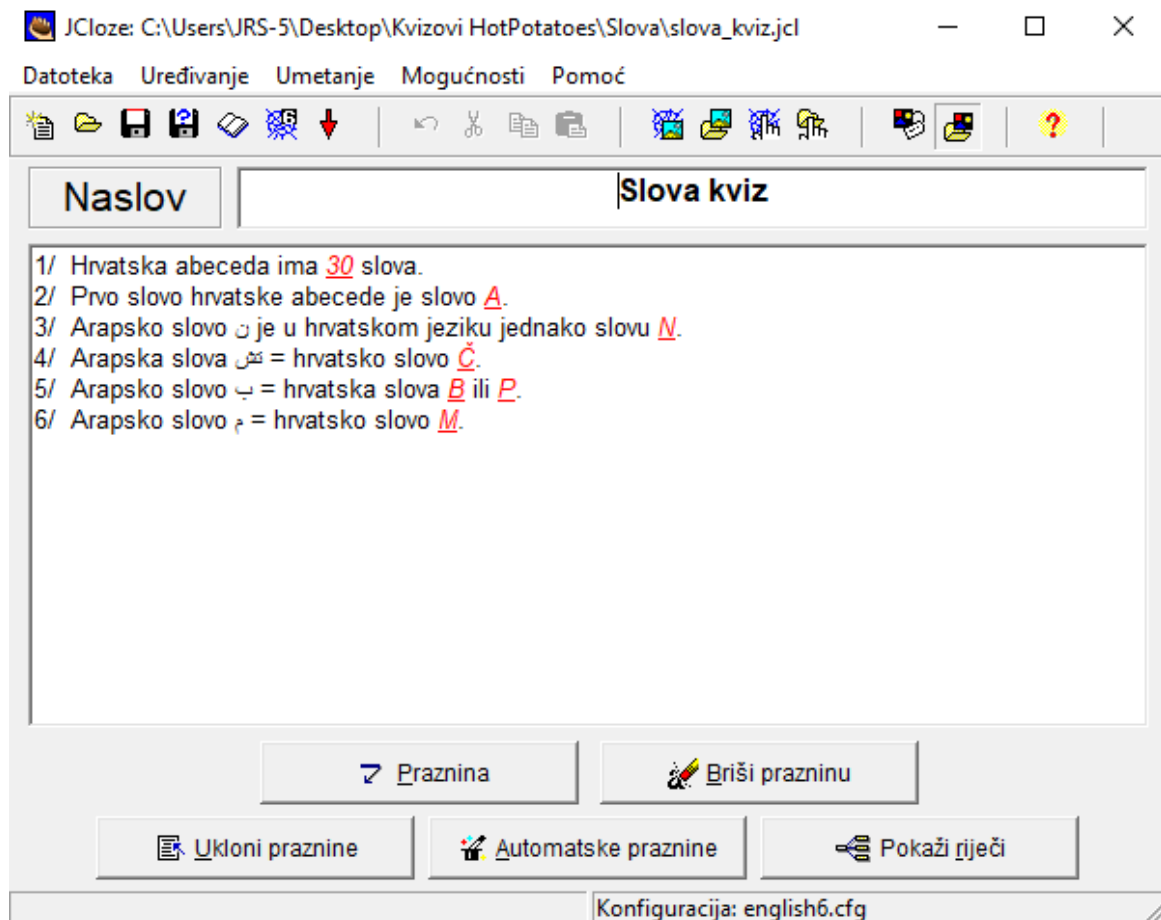 JCloze: C:\Users\JRS-5\Desktop\Kvizovi HotPotatoes\Slova\slova_kviz.jcl
Datoteka Uređivanje Umetanje Mogućnosti Pomoć
Naslov
Slova kviz
1/ Hrvatska abeceda ima 30 slova.
2/ Prvo slovo hrvatske abecede je slovo A.
3/ Arapsko slovo ن je u hrvatskom jeziku jednako slovu N.
4/ Arapska slova تش = hrvatsko slovo Č.
5/ Arapsko slovo ب = hrvatska slova B ili P.
6/ Arapsko slovo م = hrvatsko slovo M.
Praznina Briši prazninu
Ukloni praznine Automatske praznine Pokaži riječi
Konfiguracija: english6.cfg